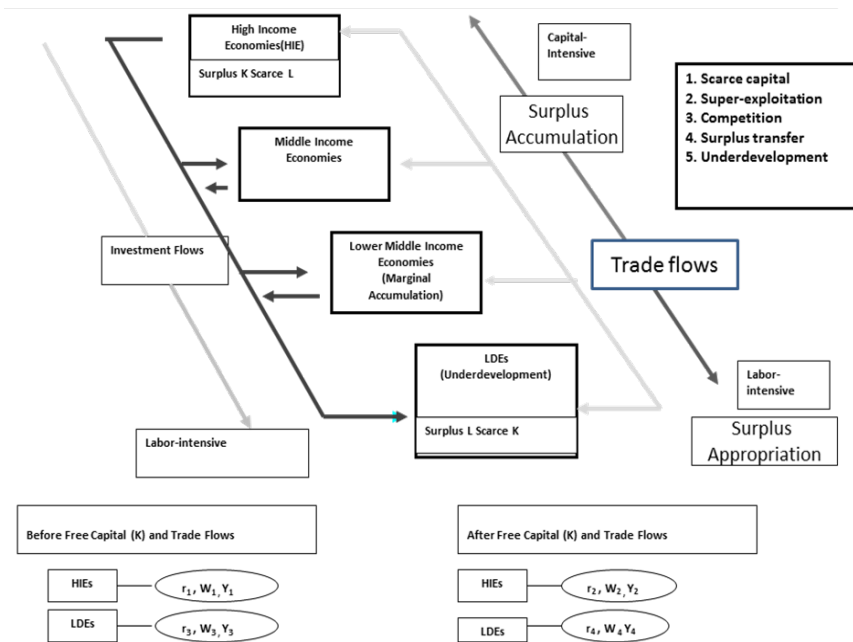 High Income
Economies(HIE)
Surplus K Scarce L
Capital-
Intensive
1. Scarce capital
2. Super-exploitation
3. Competition
4. Surplus transfer
5. Underdevelopment
Surplus
Accumulation
Middle Income
Economies
Investment Flows
Lower Middle Income
Economies
(Marginal
Accumulation)
Trade flows
LDEs
(Underdevelopment)
Surplus L Scarce K
Labor-
intensive
Labor-intensive
Surplus
Appropriation
Before Free Capital (K) and Trade Flows
After Free Capital (K) and Trade Flows
HIEs
r₁, W₁, Y₁
HIEs
r₂, W₂, Y₂
LDEs
r₃, W₃, Y₃
LDEs
r₄, W₄ Y₄